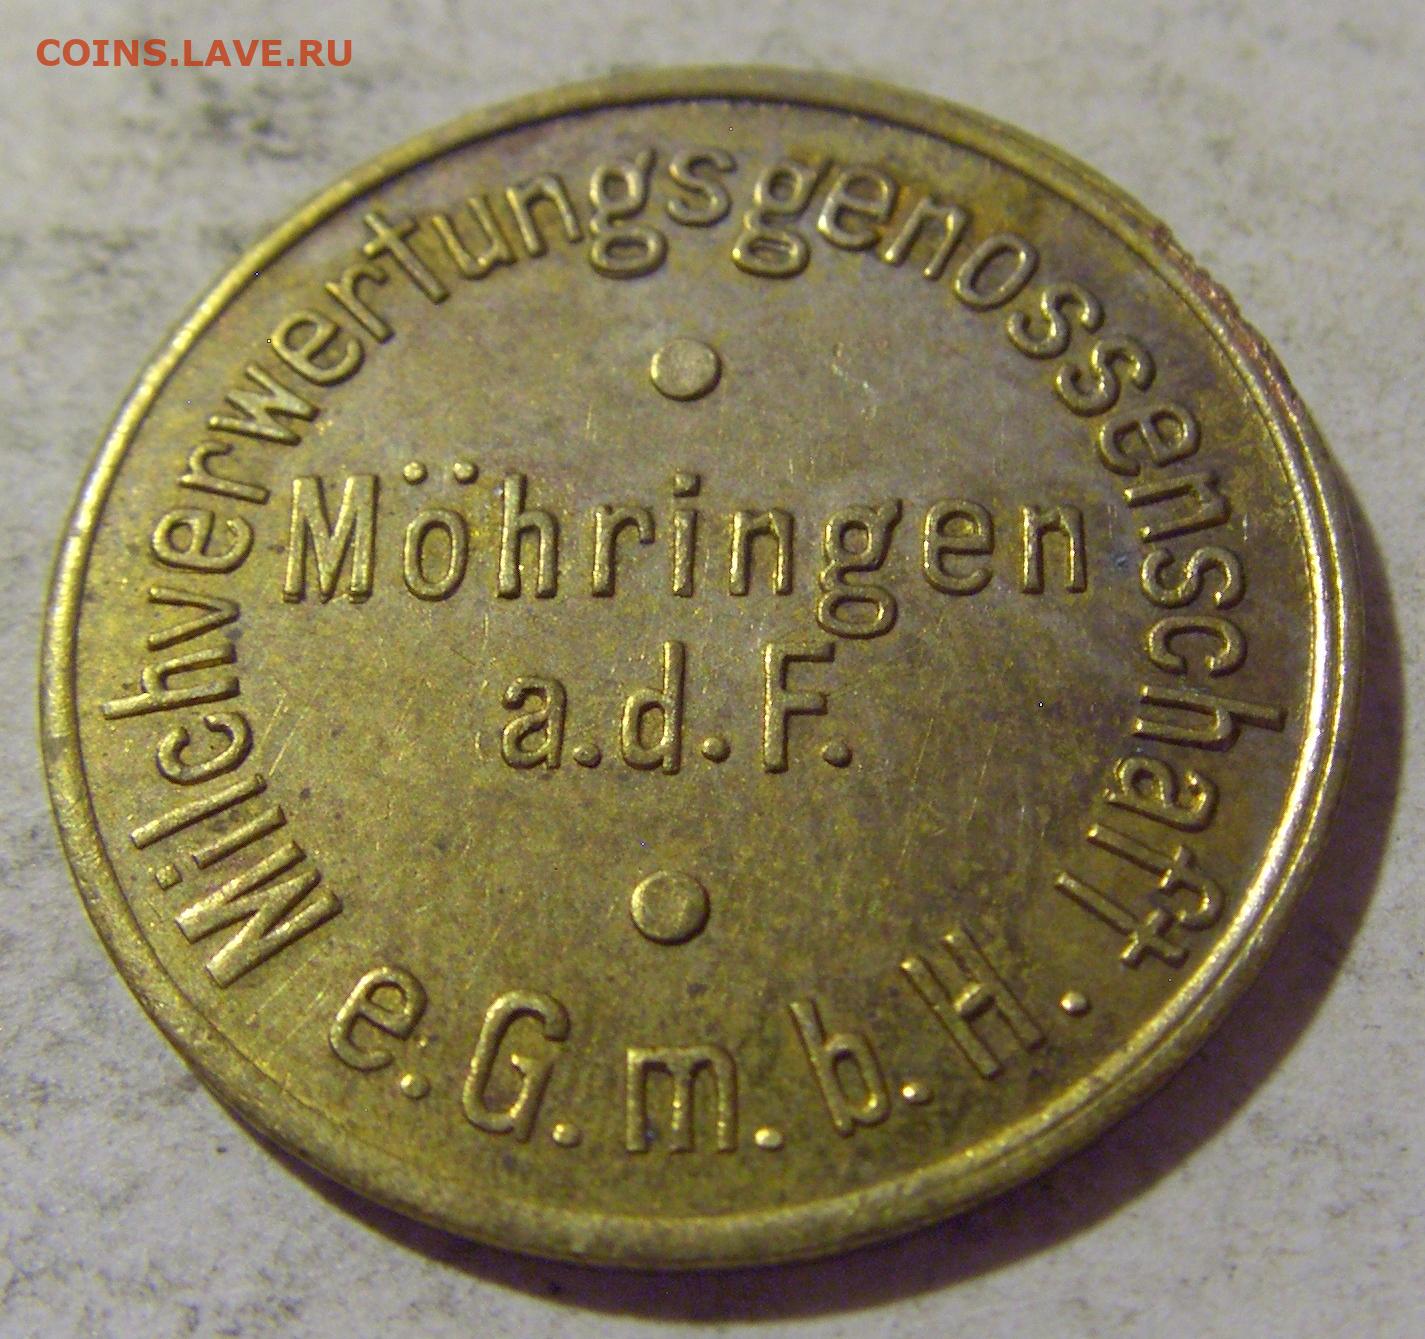 COINS.LAVE.RU
Milchverwertungsgenossenschaft
Möhringen
a.d.F.
e.G.m.b.H.